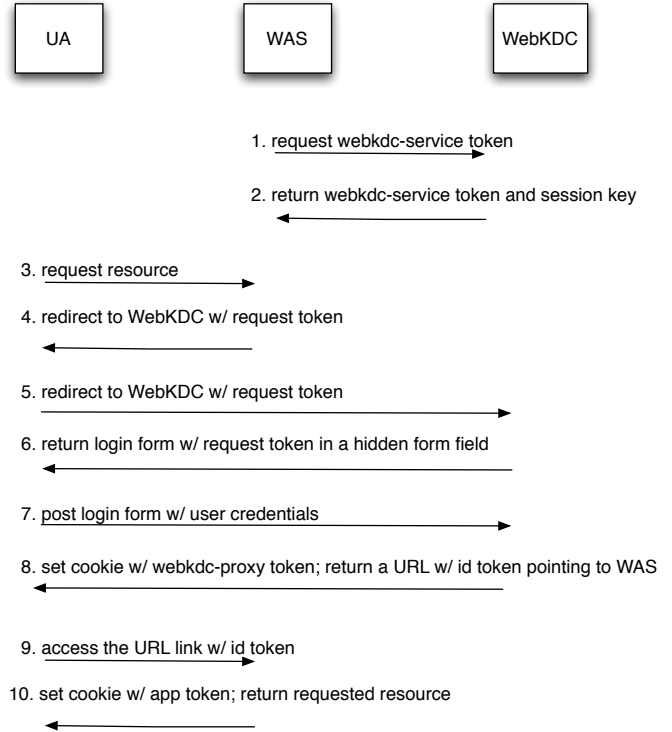 UA
WAS
WebKDC
1. request webkdc-service token
2. return webkdc-service token and session key
3. request resource
4. redirect to WebKDC w/ request token
5. redirect to WebKDC w/ request token
6. return login form w/ request token in a hidden form field
7. post login form w/ user credentials
8. set cookie w/ webkdc-proxy token; return a URL w/ id token pointing to WAS
9. access the URL link w/ id token
10. set cookie w/ app token; return requested resource